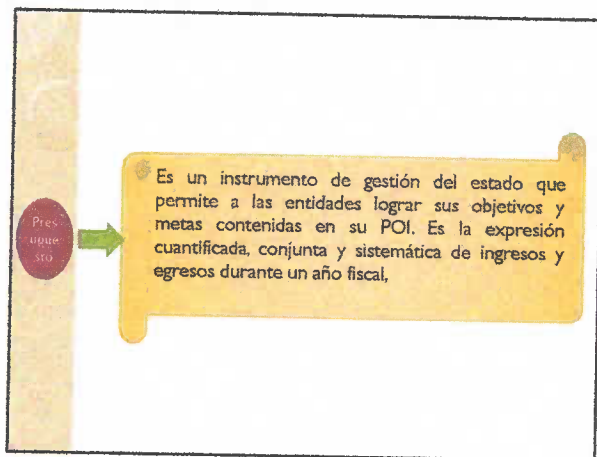 Pres
upue
sto
Es un instrumento de gestión del estado que
permite a las entidades lograr sus objetivos y
metas contenidas en su POI. Es la expresión
cuantificada, conjunta y sistemática de ingresos y
egresos durante un año fiscal,